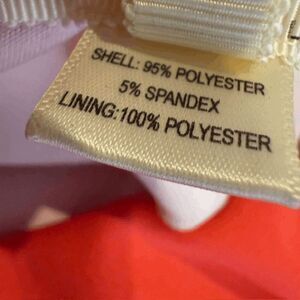 SHELL: 95% POLYESTER
5% SPANDEX
LINING:100% POLYESTER